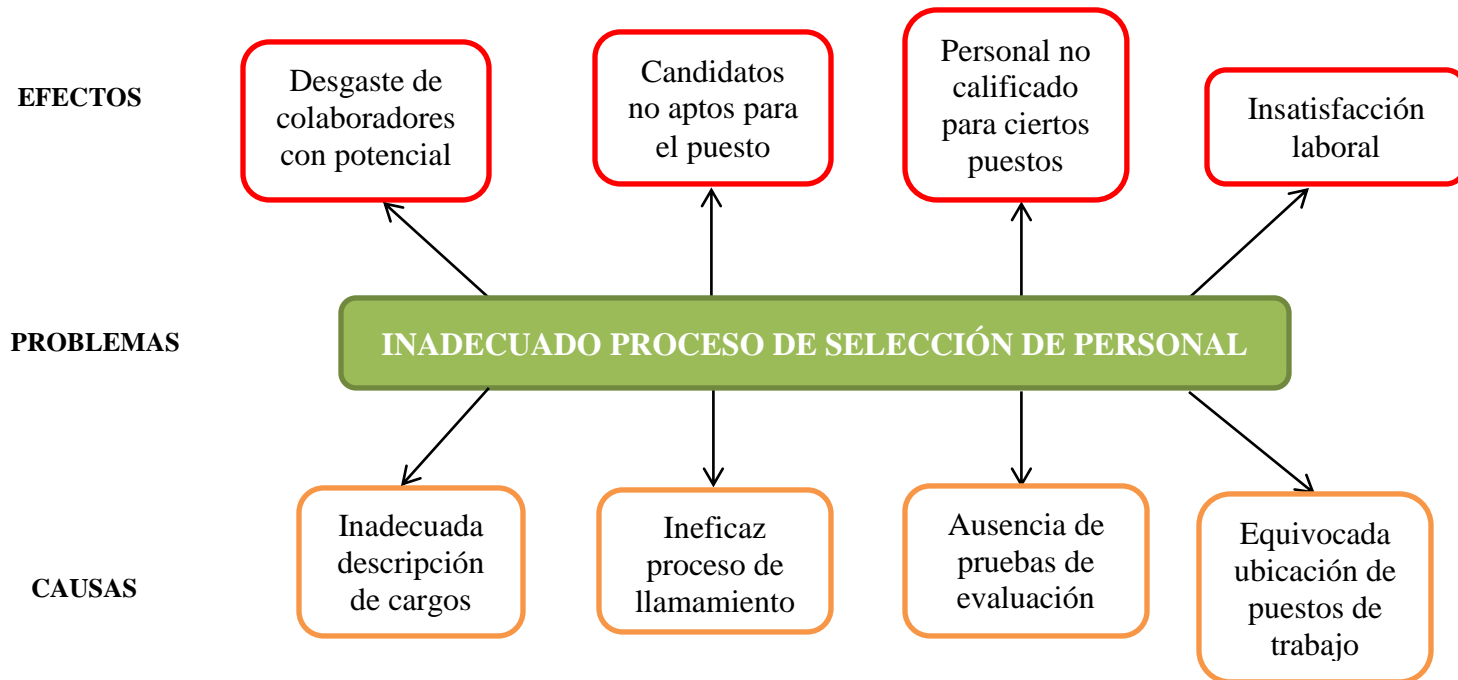 EFECTOS
Desgaste de
colaboradores
con potencial
Candidatos
no aptos para
el puesto
Personal no
calificado
para ciertos
puestos
Insatisfacción
laboral
PROBLEMAS
INADECUADO PROCESO DE SELECCIÓN DE PERSONAL
CAUSAS
Inadecuada
descripción
de cargos
Ineficaz
proceso de
llamamiento
Ausencia de
pruebas de
evaluación
Equivocada
ubicación de
puestos de
trabajo